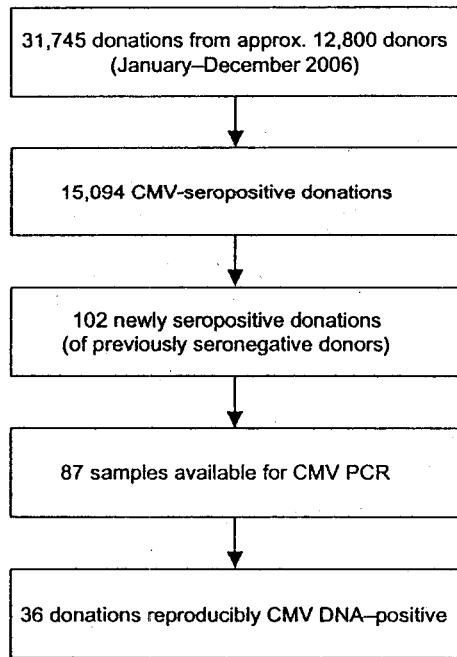 31,745 donations from approx. 12,800 donors
(January–December 2006)
15,094 CMV-seropositive donations
102 newly seropositive donations
(of previously seronegative donors)
87 samples available for CMV PCR
36 donations reproducibly CMV DNA–positive